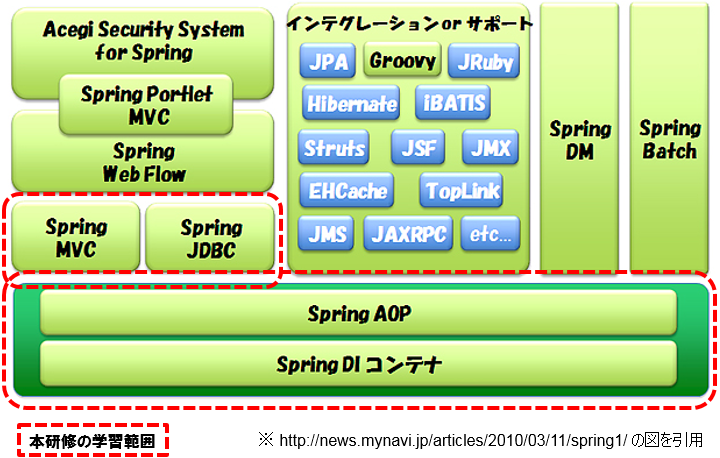 Acegi Security System
for Spring
Spring Portlet
MVC
Spring
Web Flow
Spring
MVC
Spring
JDBC
インテグレーション or サポート
JPA
Groovy
JRuby
Hibernate
iBATIS
Struts
JSF
JMX
EHCache
TopLink
JMS
JAXRPC
etc...
Spring
DM
Spring
Batch
Spring AOP
Spring DI コンテナ
本研修の学習範囲
※ http://news.mynavi.jp/articles/2010/03/11/spring1/ の図を引用